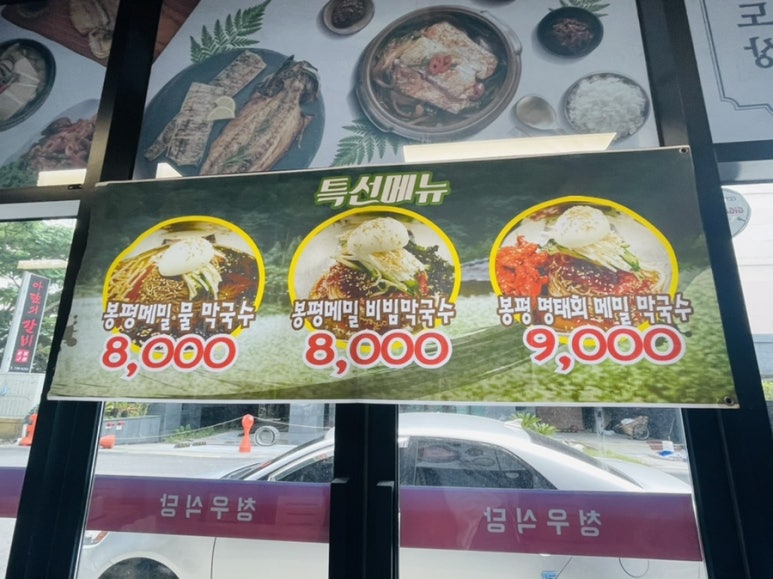 특선메뉴
봉평메밀 물 막국수
8,000
봉평메밀 비빔막국수
8,000
봉평 명태회 메밀 막국수
9,000
청우식당
청우식당